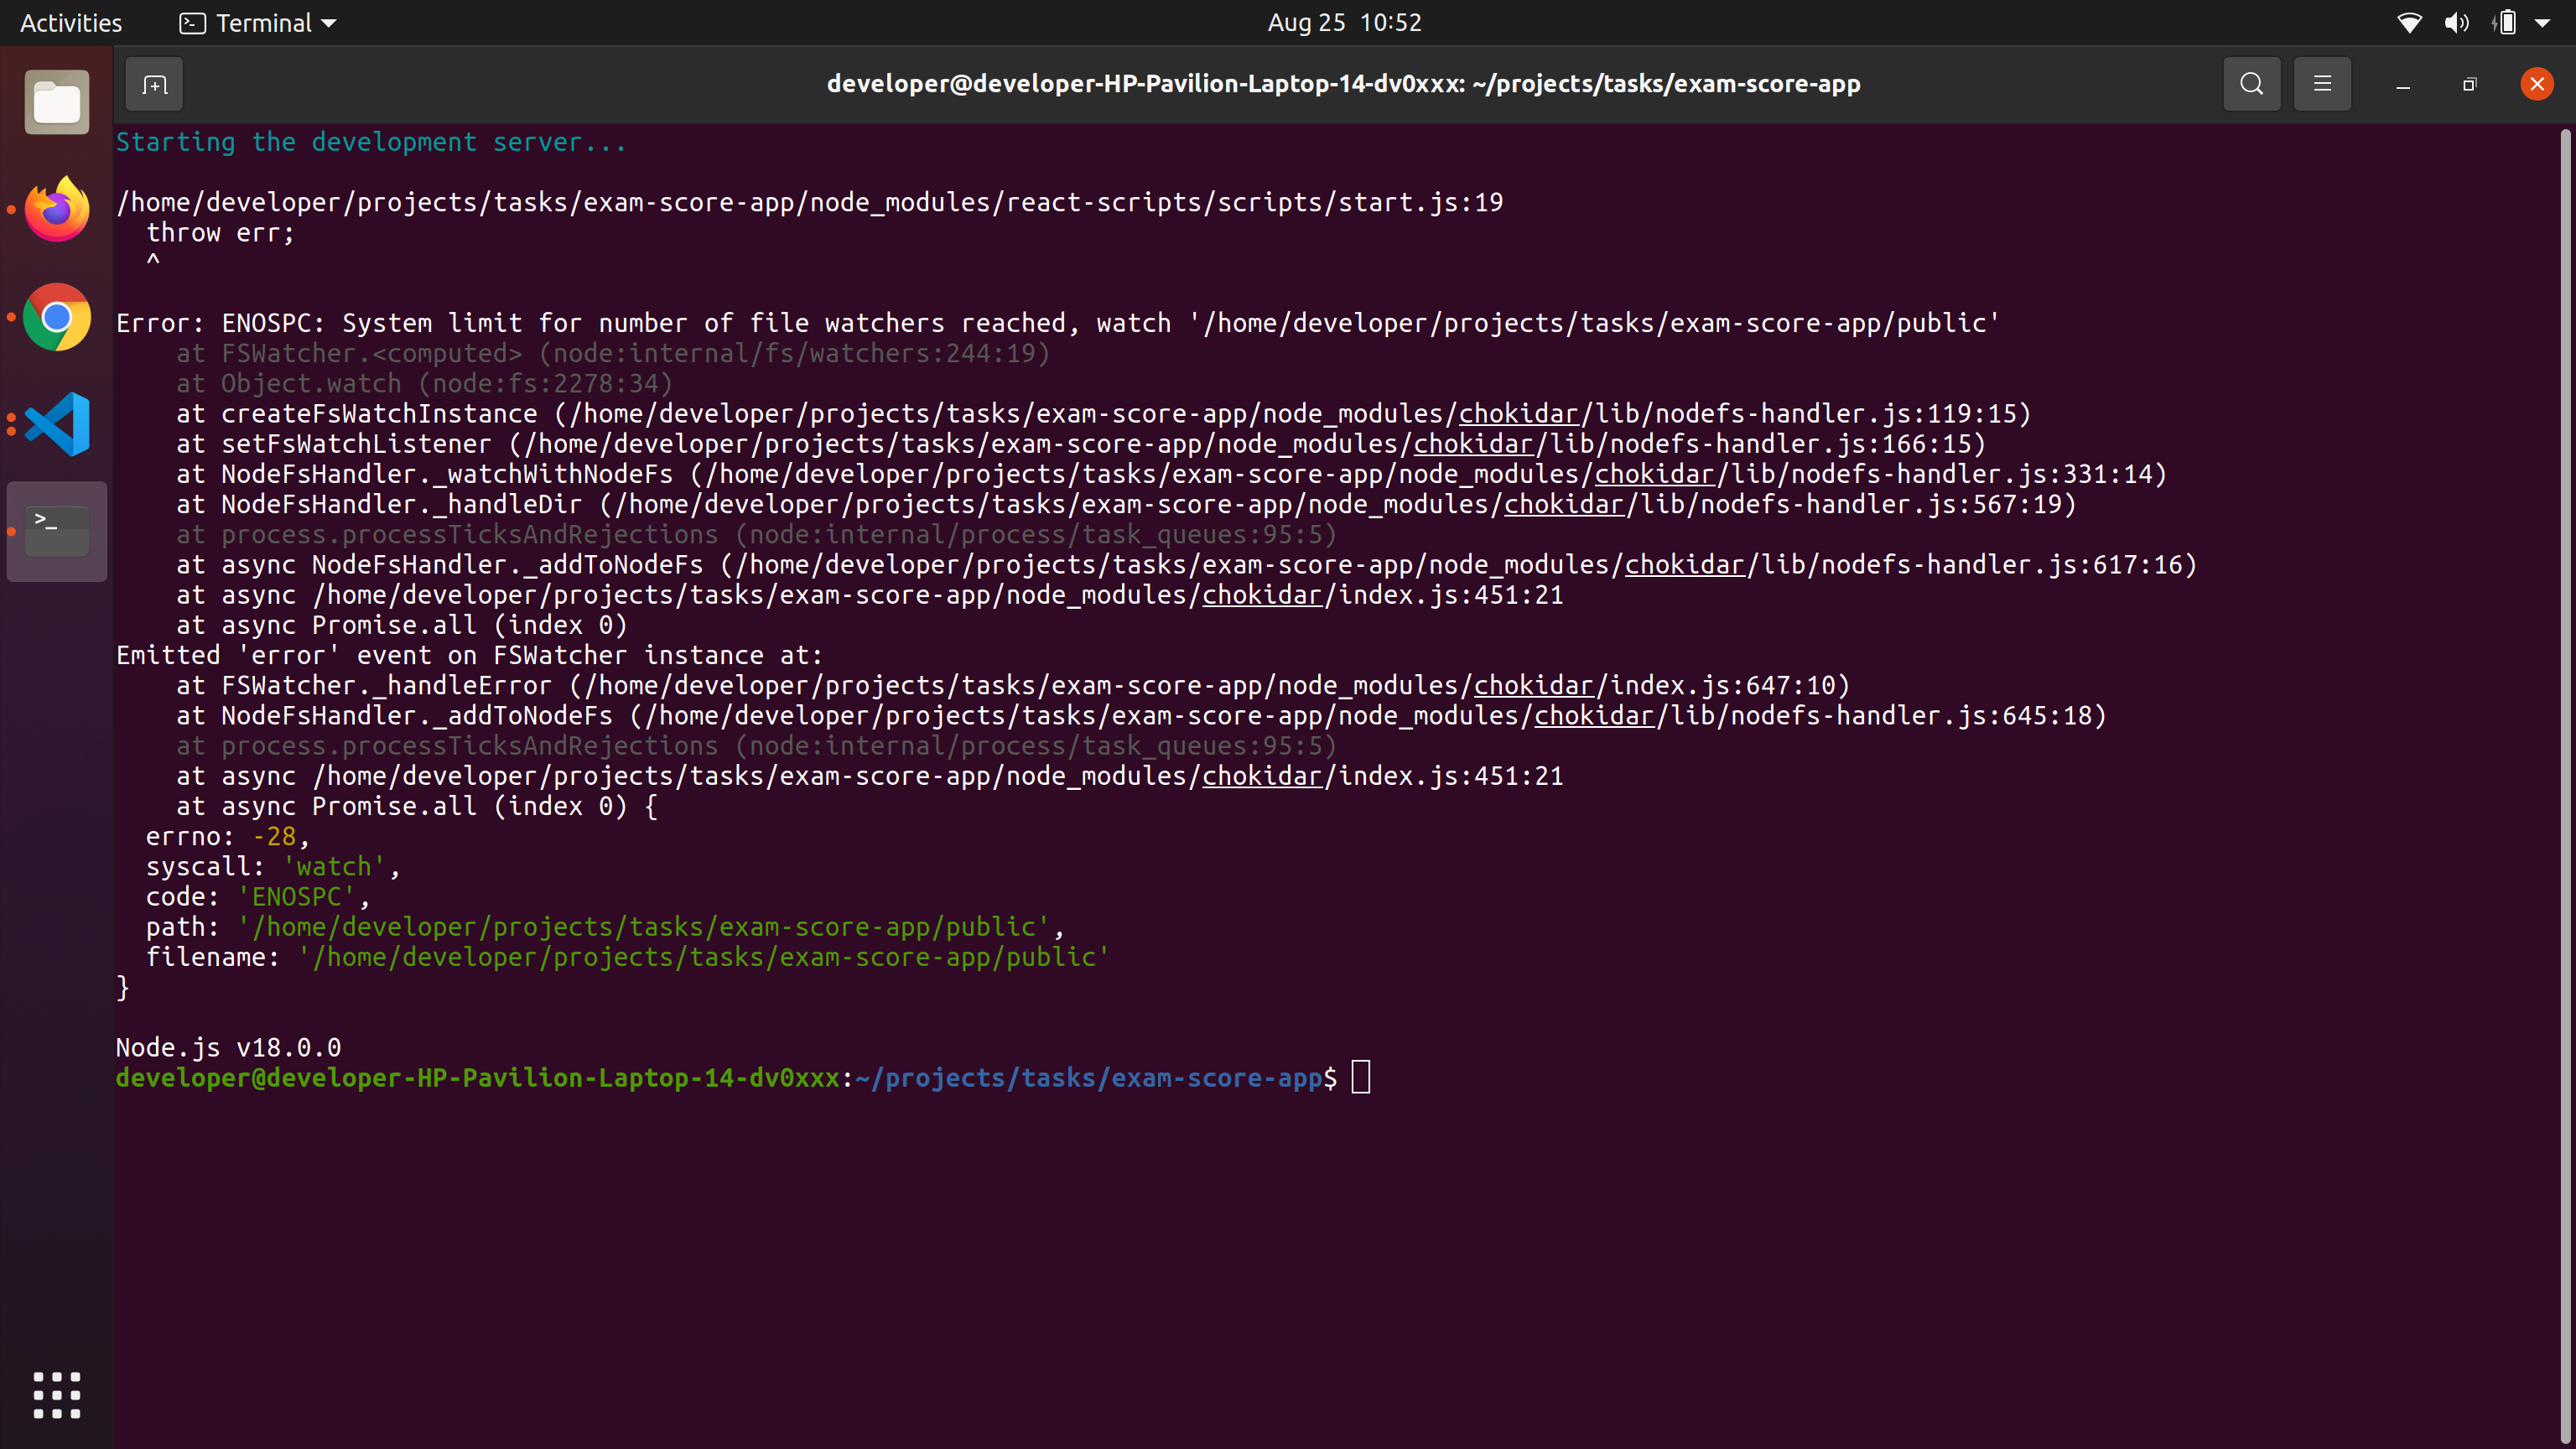 Activities Terminal Aug 25 10:52
developer@developer-HP-Pavilion-Laptop-14-dv0xxx: ~/projects/tasks/exam-score-app
Starting the development server...
/home/developer/projects/tasks/exam-score-app/node_modules/react-scripts/scripts/start.js:19
  throw err;
  ^
Error: ENOSPC: System limit for number of file watchers reached, watch '/home/developer/projects/tasks/exam-score-app/public'
    at FSWatcher.<computed> (node:internal/fs/watchers:244:19)
    at Object.watch (node:fs:2278:34)
    at createFsWatchInstance (/home/developer/projects/tasks/exam-score-app/node_modules/chokidar/lib/nodefs-handler.js:119:15)
    at setFsWatchListener (/home/developer/projects/tasks/exam-score-app/node_modules/chokidar/lib/nodefs-handler.js:166:15)
    at NodeFsHandler._watchWithNodeFs (/home/developer/projects/tasks/exam-score-app/node_modules/chokidar/lib/nodefs-handler.js:331:14)
    at NodeFsHandler._handleDir (/home/developer/projects/tasks/exam-score-app/node_modules/chokidar/lib/nodefs-handler.js:567:19)
    at process.processTicksAndRejections (node:internal/process/task_queues:95:5)
    at async NodeFsHandler._addToNodeFs (/home/developer/projects/tasks/exam-score-app/node_modules/chokidar/lib/nodefs-handler.js:617:16)
    at async /home/developer/projects/tasks/exam-score-app/node_modules/chokidar/index.js:451:21
    at async Promise.all (index 0)
Emitted 'error' event on FSWatcher instance at:
    at FSWatcher._handleError (/home/developer/projects/tasks/exam-score-app/node_modules/chokidar/index.js:647:10)
    at NodeFsHandler._addToNodeFs (/home/developer/projects/tasks/exam-score-app/node_modules/chokidar/lib/nodefs-handler.js:645:18)
    at process.processTicksAndRejections (node:internal/process/task_queues:95:5)
    at async /home/developer/projects/tasks/exam-score-app/node_modules/chokidar/index.js:451:21
    at async Promise.all (index 0) {
  errno: -28,
  syscall: 'watch',
  code: 'ENOSPC',
  path: '/home/developer/projects/tasks/exam-score-app/public',
  filename: '/home/developer/projects/tasks/exam-score-app/public'
}
Node.js v18.0.0
developer@developer-HP-Pavilion-Laptop-14-dv0xxx:~/projects/tasks/exam-score-app$